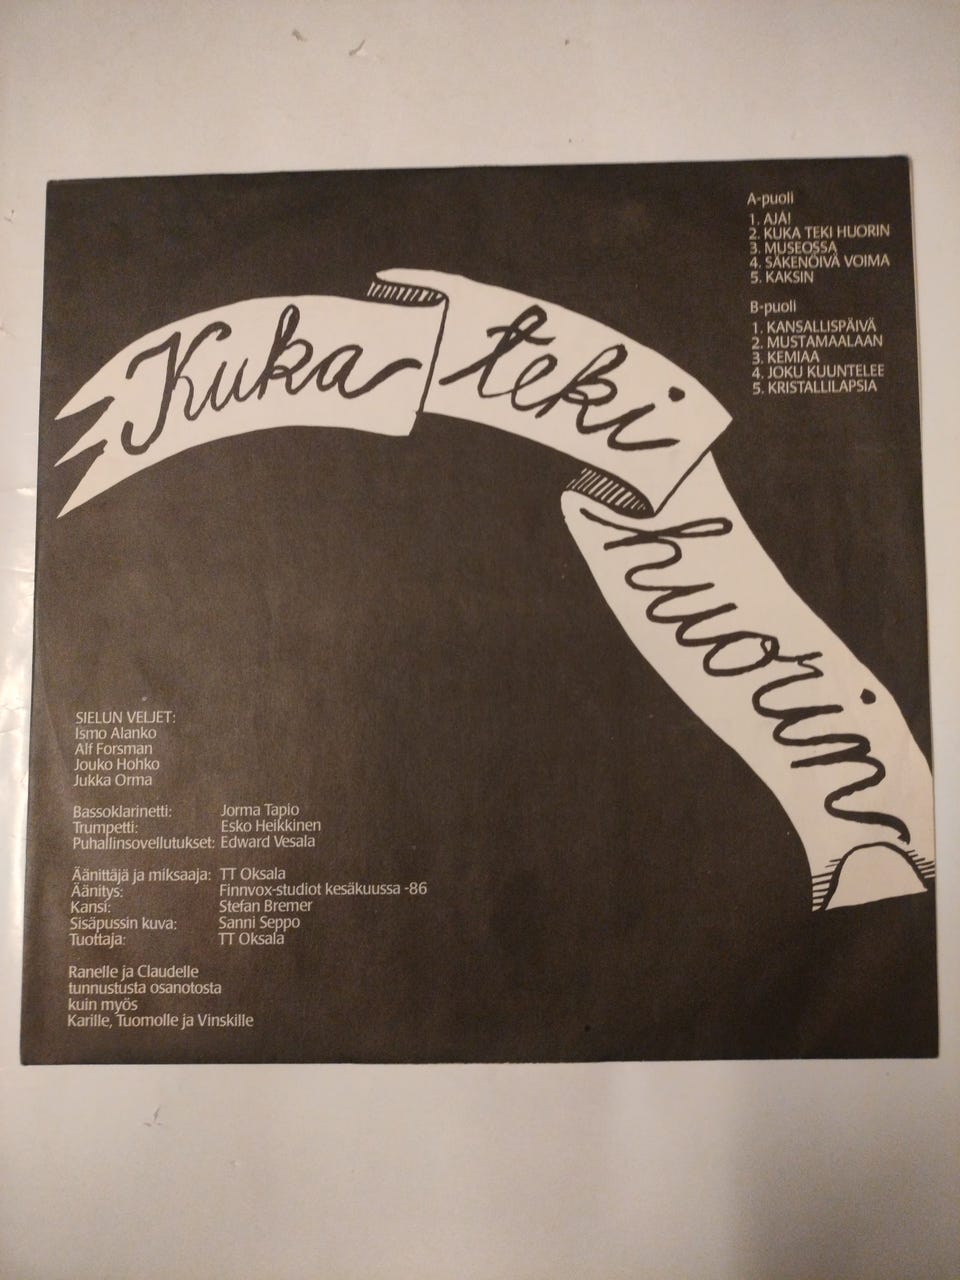 A-puoli
1. AJA!
2. KUKA TEKI HUORIN
3. MUSEOSSA
4. SÄKENÖIVÄ VOIMA
5. KAKSIN
B-puoli
1. KANSALLISPÄIVÄ
2. MUSTAMAALAAN
3. KEMIAA
4. JOKU KUUNTELEE
5. KRISTALLILAPSIA
Kuka teki huorin
SIELUN VELJET:
Ismo Alanko
Alf Forsman
Jouko Hohko
Jukka Orma
Bassoklarinetti: Jorma Tapio
Trumpetti: Esko Heikkinen
Puhallinsovellutukset: Edward Vesala
Äänittäjä ja miksaaja: TT Oksala
Äänitys: Finnvox-studiot kesäkuussa -86
Kansi: Stefan Bremer
Sisäpussin kuva: Sanni Seppo
Tuottaja: TT Oksala
Ranelle ja Claudelle
tunnustusta osanotosta
kuin myös
Karille, Tuomolle ja Vinskille